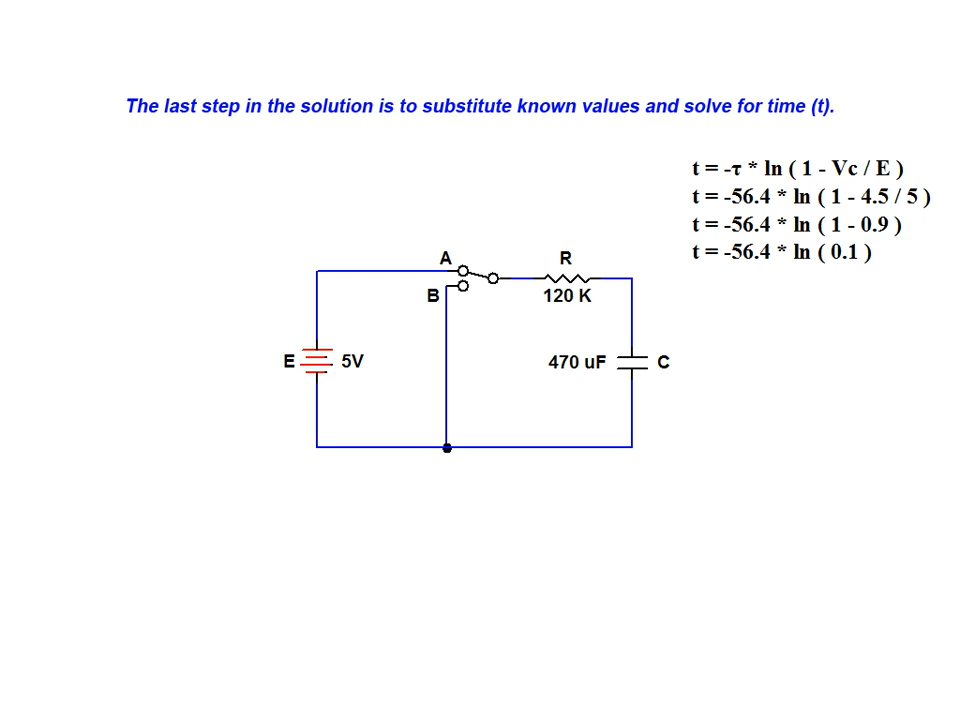 The last step in the solution is to substitute known values and solve for time (t).
t = -τ * ln ( 1 - Vc / E )
t = -56.4 * ln ( 1 - 4.5 / 5 )
t = -56.4 * ln ( 1 - 0.9 )
t = -56.4 * ln ( 0.1 )
A
R
B
120 K
E
5V
470 uF
C